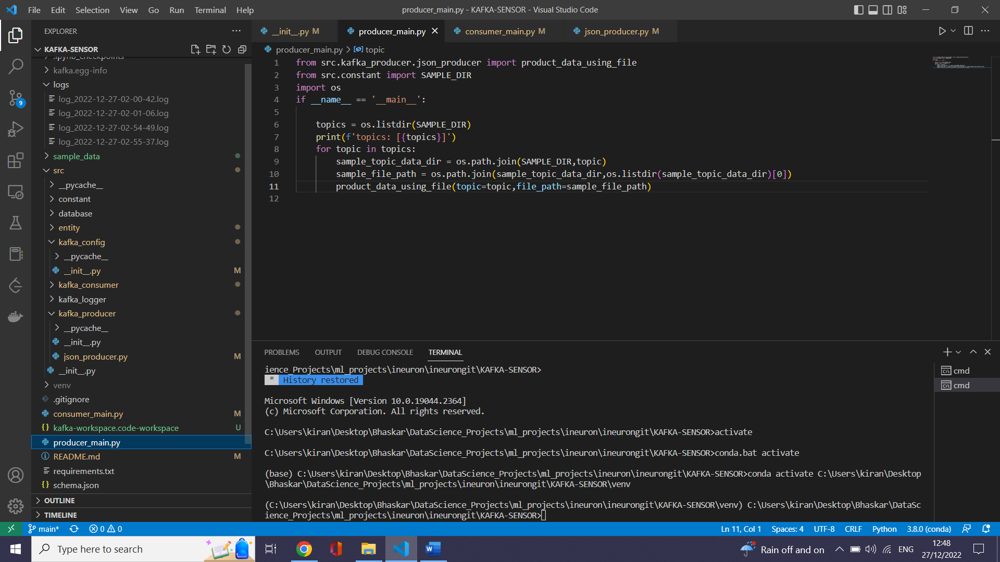 File Edit Selection View Go Run Terminal Help
producer_main.py - KAFKA-SENSOR - Visual Studio Code
EXPLORER
KAFKA-SENSOR
.ipynb_checkpoints
kafka.egg-info
logs
log_2022-12-27-02-00-42.log
log_2022-12-27-02-01-06.log
log_2022-12-27-02-54-49.log
log_2022-12-27-02-55-37.log
sample_data
src
__pycache__
constant
database
entity
kafka_config
__pycache__
__init__.py M
kafka_consumer
kafka_logger
kafka_producer
__pycache__
__init__.py
json_producer.py M
__init__.py
venv
.gitignore
consumer_main.py M
kafka-workspace.code-workspace U
producer_main.py
README.md M
requirements.txt
schema.json
OUTLINE
TIMELINE
9
__init__.py M
producer_main.py
consumer_main.py M
json_producer.py M
producer_main.py > topic
1 from src.kafka_producer.json_producer import product_data_using_file
2 from src.constant import SAMPLE_DIR
3 import os
4 if __name__ == '__main__':
5
6 topics = os.listdir(SAMPLE_DIR)
7 print(f'topics: [{topics}]')
8 for topic in topics:
9 sample_topic_data_dir = os.path.join(SAMPLE_DIR,topic)
10 sample_file_path = os.path.join(sample_topic_data_dir,os.listdir(sample_topic_data_dir)[0])
11 product_data_using_file(topic=topic,file_path=sample_file_path)
12
PROBLEMS OUTPUT DEBUG CONSOLE TERMINAL
ience_Projects\ml_projects\ineuron\ineurongit\KAFKA-SENSOR>
* History restored
Microsoft Windows [Version 10.0.19044.2364]
(c) Microsoft Corporation. All rights reserved.
C:\Users\kiran\Desktop\Bhaskar\DataScience_Projects\ml_projects\ineuron\ineurongit\KAFKA-SENSOR>activate
C:\Users\kiran\Desktop\Bhaskar\DataScience_Projects\ml_projects\ineuron\ineurongit\KAFKA-SENSOR>conda.bat activate
(base) C:\Users\kiran\Desktop\Bhaskar\DataScience_Projects\ml_projects\ineuron\ineurongit\KAFKA-SENSOR>conda activate C:\Users\kiran\Desktop
\Bhaskar\DataScience_Projects\ml_projects\ineuron\ineurongit\KAFKA-SENSOR\venv
(C:\Users\kiran\Desktop\Bhaskar\DataScience_Projects\ml_projects\ineuron\ineurongit\KAFKA-SENSOR\venv) C:\Users\kiran\Desktop\Bhaskar\DataSc
ience_Projects\ml_projects\ineuron\ineurongit\KAFKA-SENSOR>
cmd
cmd
main* 0 0
Ln 11, Col 1 Spaces: 4 UTF-8 CRLF Python 3.8.0 (conda)
Type here to search
Rain off and on
ENG
12:48
27/12/2022